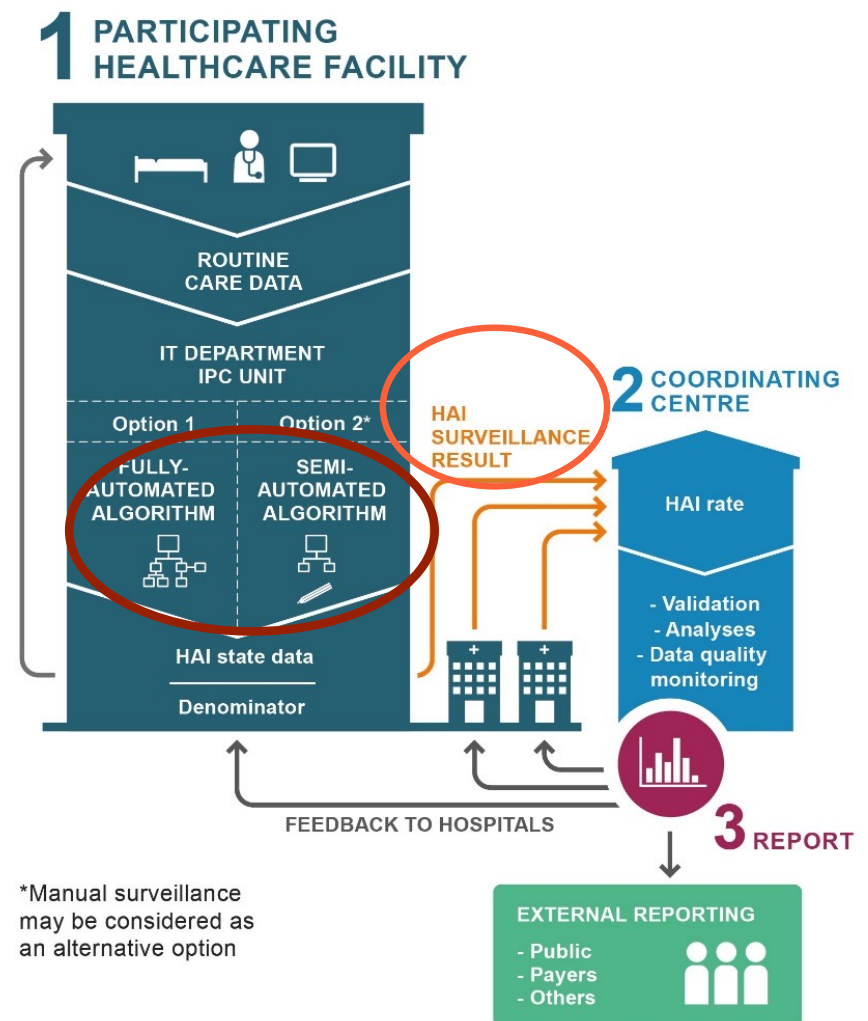 1 PARTICIPATING
HEALTHCARE FACILITY
ROUTINE
CARE DATA
IT DEPARTMENT
IPC UNIT
Option 1
Option 2*
FULLY-
AUTOMATED
ALGORITHM
SEMI-
AUTOMATED
ALGORITHM
HAI state data
Denominator
HAI
SURVEILLANCE
RESULT
2 COORDINATING
CENTRE
HAI rate
- Validation
- Analyses
- Data quality
monitoring
FEEDBACK TO HOSPITALS
3 REPORT
*Manual surveillance
may be considered as
an alternative option
EXTERNAL REPORTING
- Public
- Payers
- Others